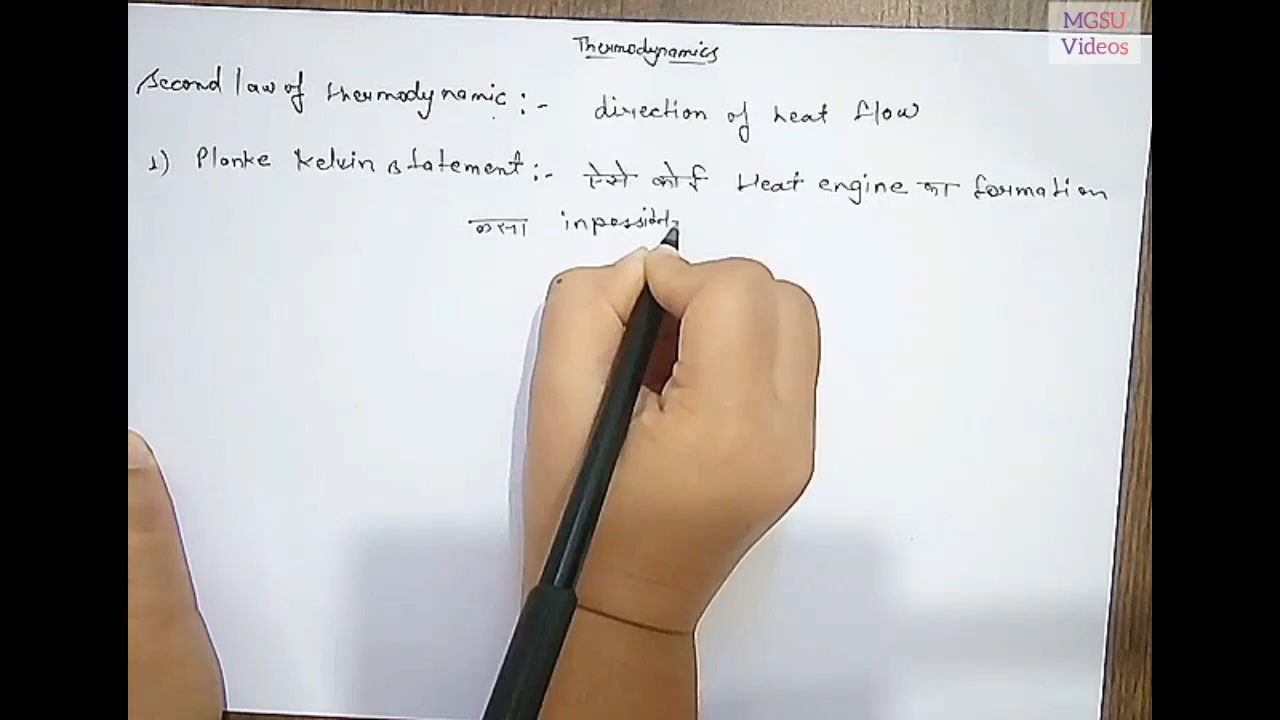 MGSU
Videos
Thermodynamics
Second law of thermodynamic :- direction of heat flow
1) Planke Kelvin statement :- ऐसे कोई Heat engine का formation
करना inpossible